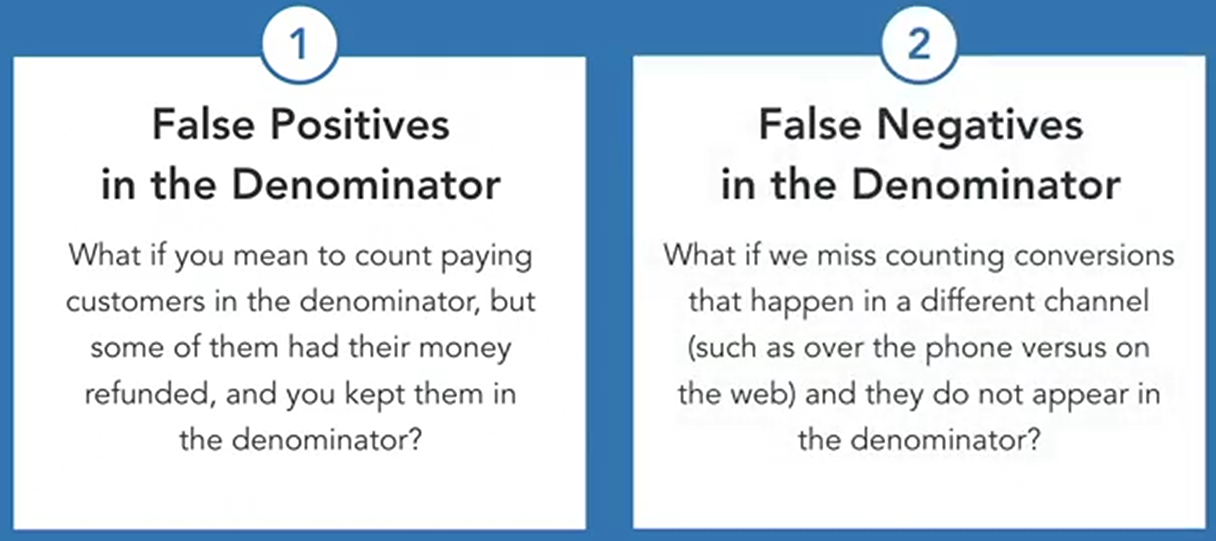 1
False Positives
in the Denominator
What if you mean to count paying
customers in the denominator, but
some of them had their money
refunded, and you kept them in
the denominator?
2
False Negatives
in the Denominator
What if we miss counting conversions
that happen in a different channel
(such as over the phone versus on
the web) and they do not appear in
the denominator?